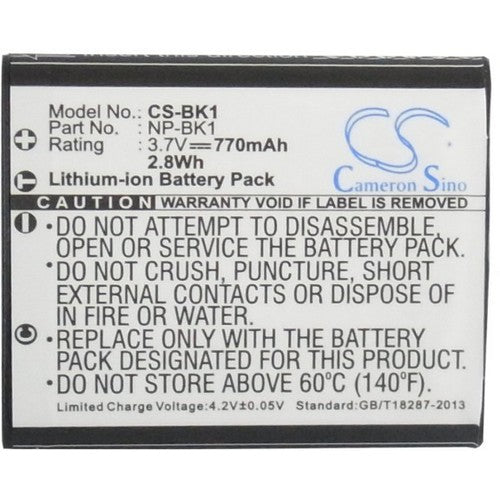 Model No.: CS-BK1
Part No.: NP-BK1
Rating: 3.7V⎓770mAh
2.8Wh
Lithium-ion Battery Pack
CS
Cameron Sino
CAUTION: WARRANTY VOID IF LABEL IS REMOVED
•DO NOT ATTEMPT TO DISASSEMBLE,
OPEN OR SERVICE THE BATTERY PACK.
•DO NOT CRUSH, PUNCTURE, SHORT
EXTERNAL CONTACTS OR DISPOSE OF
IN FIRE OR WATER.
•REPLACE ONLY WITH THE BATTERY
PACK DESIGNATED FOR YOUR DEVICE.
•DO NOT HEAT ABOVE 60°C (140°F).
Limited Charge Voltage:4.2V±0.05V Standard:GB/T18287-2013